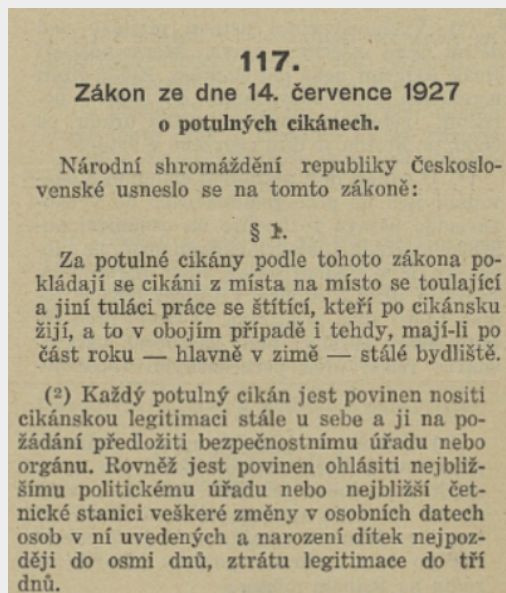 117.
Zákon ze dne 14. července 1927
o potulných cikánech.
Národní shromáždění republiky Českoslo-
venské usneslo se na tomto zákoně:
§ 1.
Za potulné cikány podle tohoto zákona po-
kládají se cikáni z místa na místo se toulající
a jiní tuláci práce se štítící, kteří po cikánsku
žijí, a to v obojím případě i tehdy, mají-li po
část roku — hlavně v zimě — stálé bydliště.
(²) Každý potulný cikán jest povinen nositi
cikánskou legitimaci stále u sebe a ji na po-
žádání předložiti bezpečnostnímu úřadu nebo
orgánu. Rovněž jest povinen ohlásiti nejbliž-
šímu politickému úřadu nebo nejbližší čet-
nické stanici veškeré změny v osobních datech
osob v ní uvedených a narození dítek nejpoz-
ději do osmi dnů, ztrátu legitimace do tří
dnů.